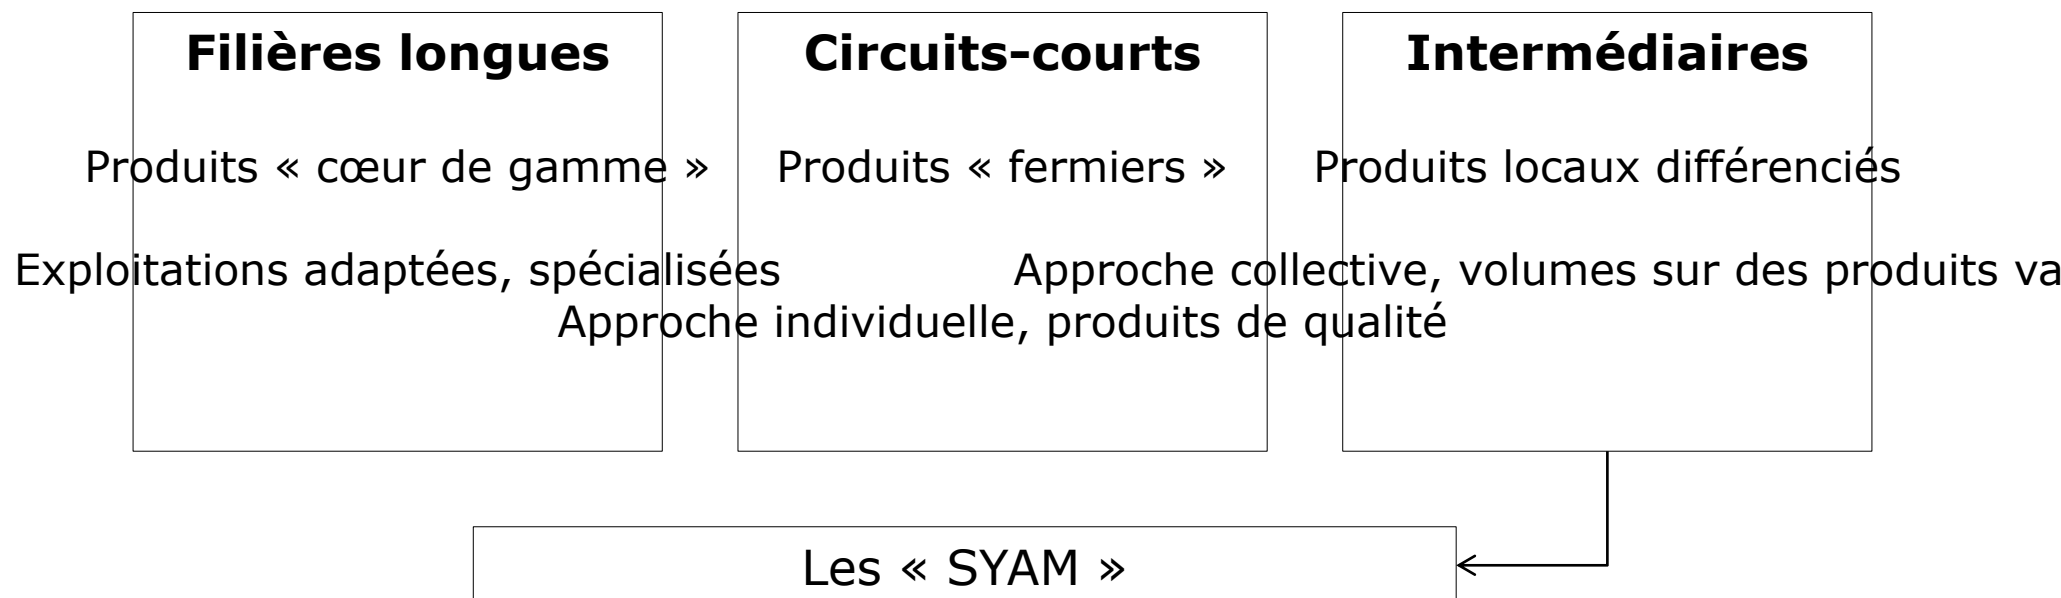 Filières longues
Produits « cœur de gamme »
Exploitations adaptées, spécialisées
Circuits-courts
Produits « fermiers »
Approche individuelle, produits de qualité
Intermédiaires
Produits locaux différenciés
Approche collective, volumes sur des produits va
Les « SYAM »